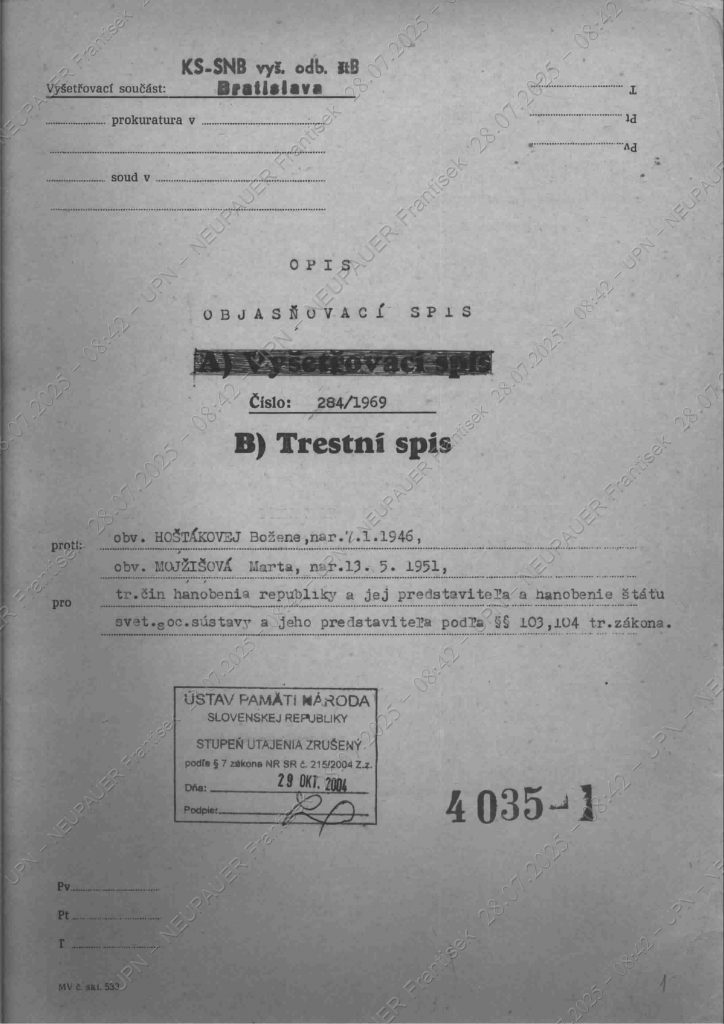 KS-SNB vyš. odb. ŠtB
Vyšetřovací součást: Bratislava
prokuratura v
soud v
T
Pt
Pv
OPIS
OBJASŇOVACÍ SPIS
A) Vyšetřovací spis
Číslo: 284/1969
B) Trestní spis
proti: obv. HOŠTÁKOVEJ Božene,nar.7.1.1946,
obv. MOJŽIŠOVÁ Marta, nar.13. 5. 1951,
pro tr.čin hanobenia republiky a jej predstaviteľa a hanobenie štátu
svet.soc.sústavy a jeho predstaviteľa podľa §§ 103,104 tr.zákona.
ÚSTAV PAMÄTI NÁRODA
SLOVENSKEJ REPUBLIKY
STUPEŇ UTAJENIA ZRUŠENÝ
podľa § 7 zákona NR SR č. 215/2004 Z.z.
Dňa: 29 OKT. 2004
Podpis:
4035-1
Pv
Pt
T
MV č. skl. 533
1
UPN - NEUPAUER František 28.07.2025 - 08:42